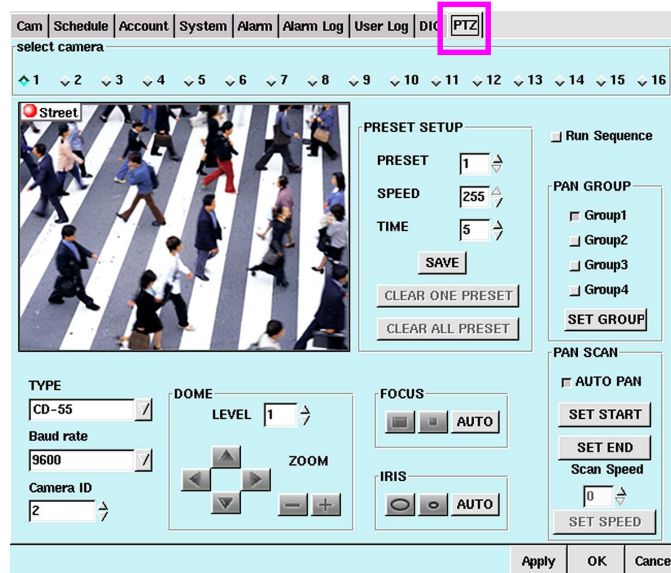 Cam Schedule Account System Alarm Alarm Log User Log DIO PTZ
select camera
1 2 3 4 5 6 7 8 9 10 11 12 13 14 15 16
Street
PRESET SETUP
PRESET 1
SPEED 255
TIME 5
SAVE
CLEAR ONE PRESET
CLEAR ALL PRESET
Run Sequence
PAN GROUP
Group1
Group2
Group3
Group4
SET GROUP
TYPE
CD-55
Baud rate
9600
Camera ID
2
DOME
LEVEL 1
ZOOM
FOCUS
AUTO
IRIS
AUTO
PAN SCAN
AUTO PAN
SET START
SET END
Scan Speed
0
SET SPEED
Apply OK Cance